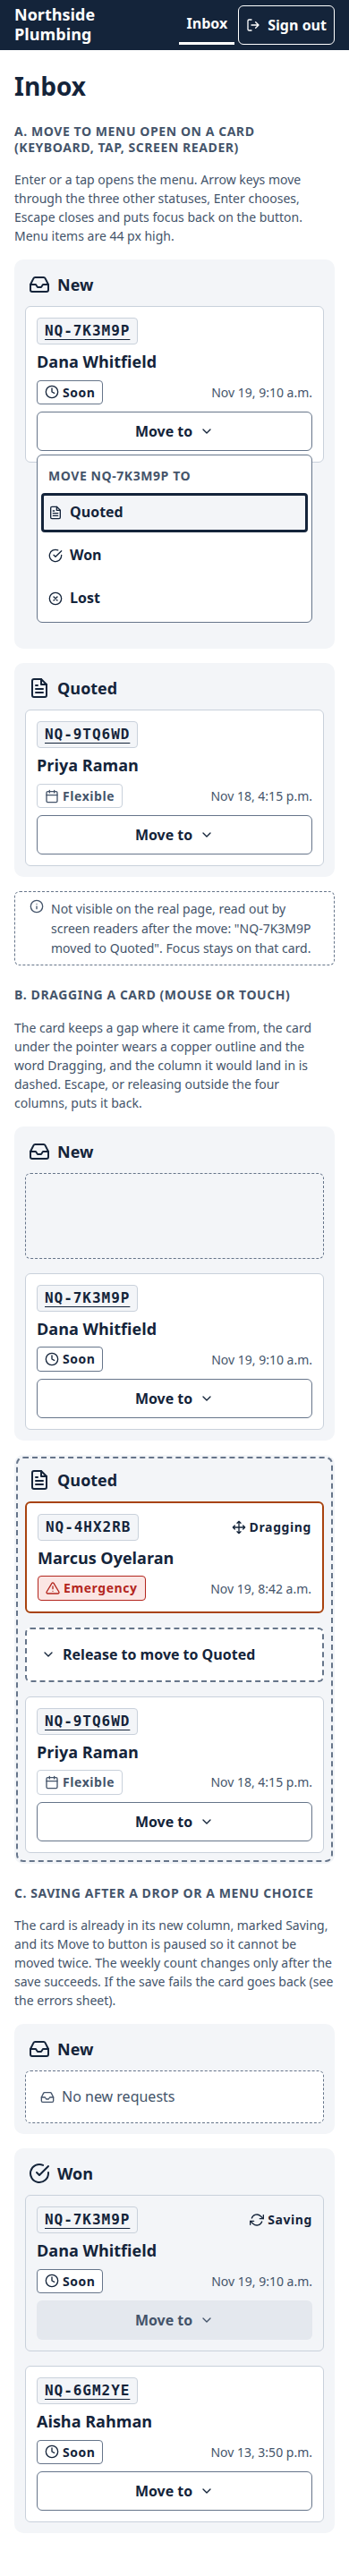 Northside
Plumbing
Inbox
Sign out
Inbox
A. MOVE TO MENU OPEN ON A CARD
(KEYBOARD, TAP, SCREEN READER)
Enter or a tap opens the menu. Arrow keys move
through the three other statuses, Enter chooses,
Escape closes and puts focus back on the button.
Menu items are 44 px high.
New
NQ-7K3M9P
Dana Whitfield
Soon
Nov 19, 9:10 a.m.
Move to
MOVE NQ-7K3M9P TO
Quoted
Won
Lost
Quoted
NQ-9TQ6WD
Priya Raman
Flexible
Nov 18, 4:15 p.m.
Move to
Not visible on the real page, read out by
screen readers after the move: "NQ-7K3M9P
moved to Quoted". Focus stays on that card.
B. DRAGGING A CARD (MOUSE OR TOUCH)
The card keeps a gap where it came from, the card
under the pointer wears a copper outline and the
word Dragging, and the column it would land in is
dashed. Escape, or releasing outside the four
columns, puts it back.
New
NQ-7K3M9P
Dana Whitfield
Soon
Nov 19, 9:10 a.m.
Move to
Quoted
NQ-4HX2RB
Dragging
Marcus Oyelaran
Emergency
Nov 19, 8:42 a.m.
Release to move to Quoted
NQ-9TQ6WD
Priya Raman
Flexible
Nov 18, 4:15 p.m.
Move to
C. SAVING AFTER A DROP OR A MENU CHOICE
The card is already in its new column, marked Saving,
and its Move to button is paused so it cannot be
moved twice. The weekly count changes only after the
save succeeds. If the save fails the card goes back (see
the errors sheet).
New
No new requests
Won
NQ-7K3M9P
Saving
Dana Whitfield
Soon
Nov 19, 9:10 a.m.
Move to
NQ-6GM2YE
Aisha Rahman
Soon
Nov 13, 3:50 p.m.
Move to